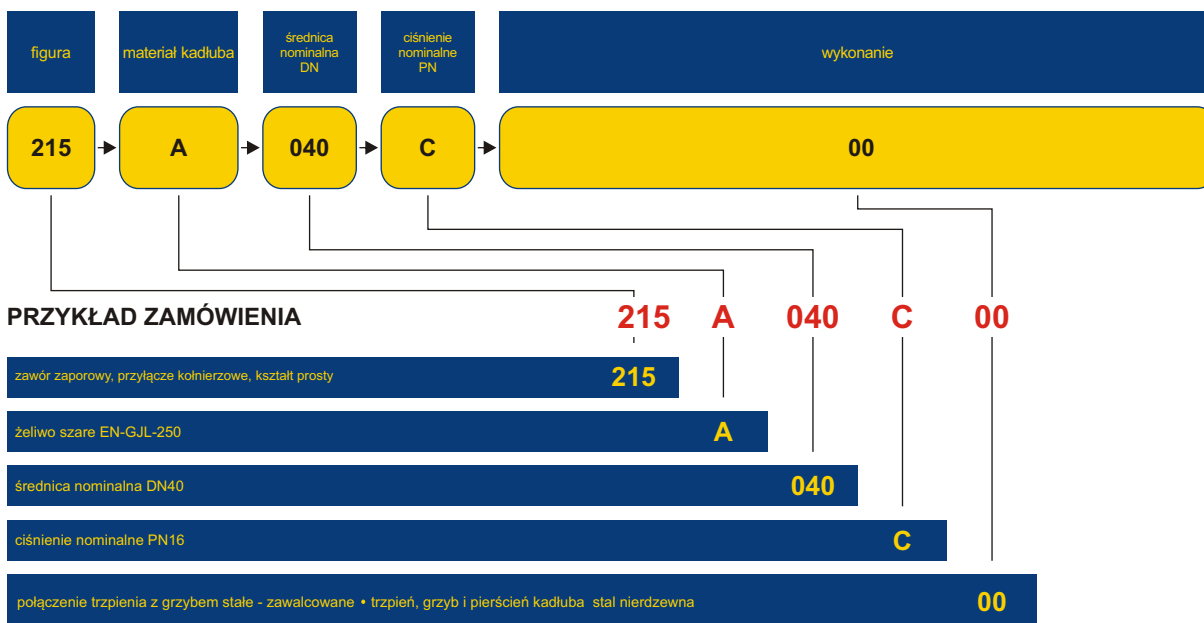 figura
materiał kadłuba
średnica
nominalna
DN
ciśnienie
nominalne
PN
wykonanie
215
A
040
C
00
PRZYKŁAD ZAMÓWIENIA 215 A 040 C 00
zawór zaporowy, przyłącze kołnierzowe, kształt prosty 215
żeliwo szare EN-GJL-250 A
średnica nominalna DN40 040
ciśnienie nominalne PN16 C
połączenie trzpienia z grzybem stałe - zawalcowane • trzpień, grzyb i pierścień kadłuba stal nierdzewna 00